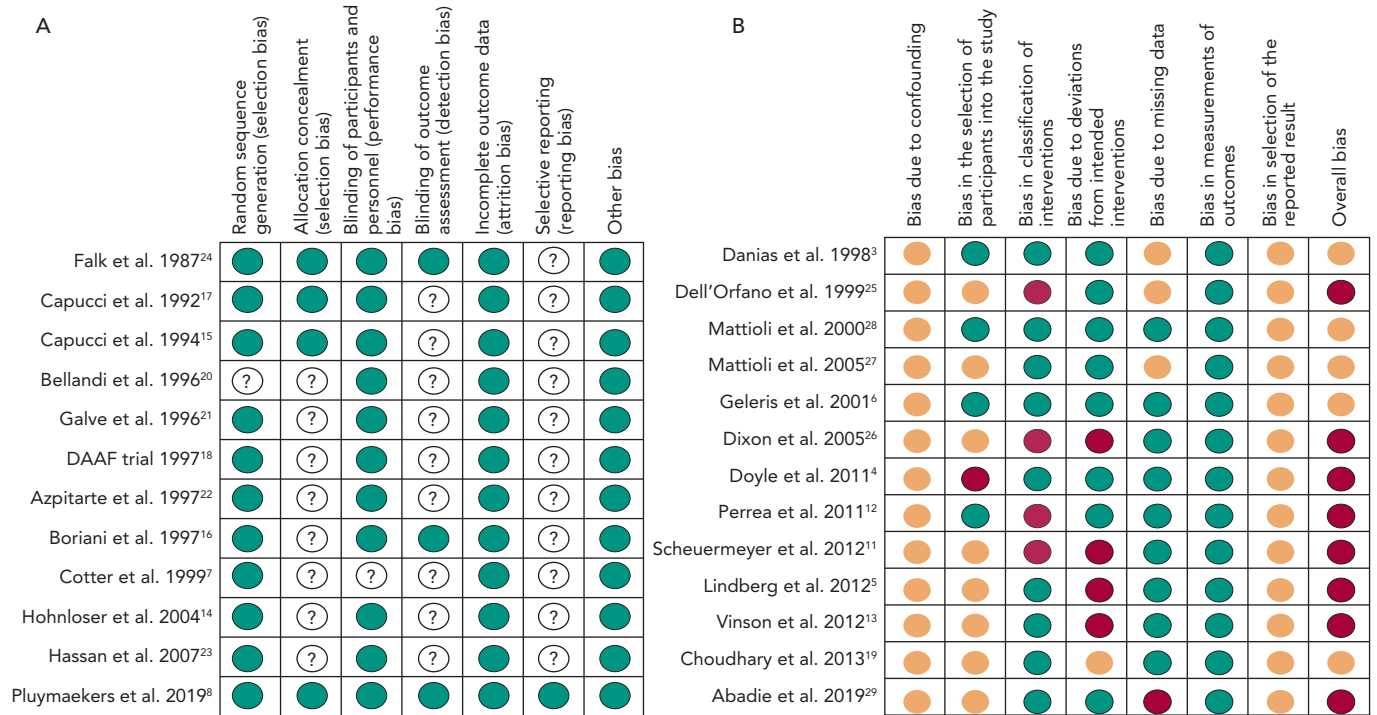 A
Random sequence
generation (selection bias)
Allocation concealment
(selection bias)
Blinding of participants and
personnel (performance
bias)
Blinding of outcome
assessment (detection bias)
Incomplete outcome data
(attrition bias)
Selective reporting
(reporting bias)
Other bias
Falk et al. 1987²⁴ ?
Capucci et al. 1992¹⁷ ? ?
Capucci et al. 1994¹⁵ ? ?
Bellandi et al. 1996²⁰ ? ? ? ?
Galve et al. 1996²¹ ? ? ?
DAAF trial 1997¹⁸ ? ? ?
Azpitarte et al. 1997²² ? ? ?
Boriani et al. 1997¹⁶ ? ?
Cotter et al. 1999⁷ ? ? ? ?
Hohnloser et al. 2004¹⁴ ? ? ?
Hassan et al. 2007²³ ? ? ?
Pluymaekers et al. 2019⁸
B
Bias due to confounding
Bias in the selection of
participants into the study
Bias in classification of
interventions
Bias due to deviations
from intended
interventions
Bias due to missing data
Bias in measurements of
outcomes
Bias in selection of the
reported result
Overall bias
Danias et al. 1998³
Dell'Orfano et al. 1999²⁵
Mattioli et al. 2000²⁸
Mattioli et al. 2005²⁷
Geleris et al. 2001⁶
Dixon et al. 2005²⁶
Doyle et al. 2011⁴
Perrea et al. 2011¹²
Scheuermeyer et al. 2012¹¹
Lindberg et al. 2012⁵
Vinson et al. 2012¹³
Choudhary et al. 2013¹⁹
Abadie et al. 2019²⁹